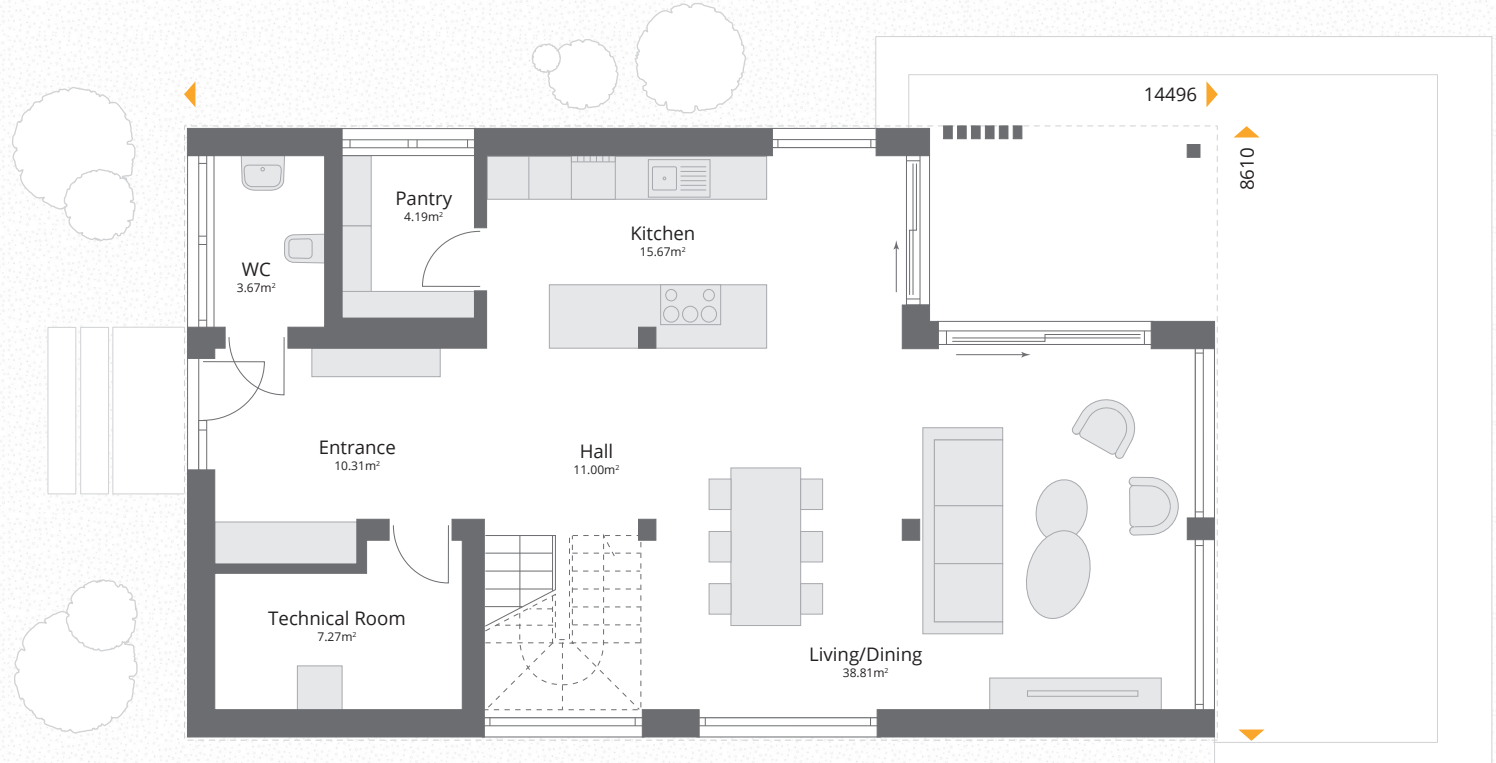 14496
8610
Pantry
4.19m²
Kitchen
15.67m²
WC
3.67m²
Entrance
10.31m²
Hall
11.00m²
Technical Room
7.27m²
Living/Dining
38.81m²